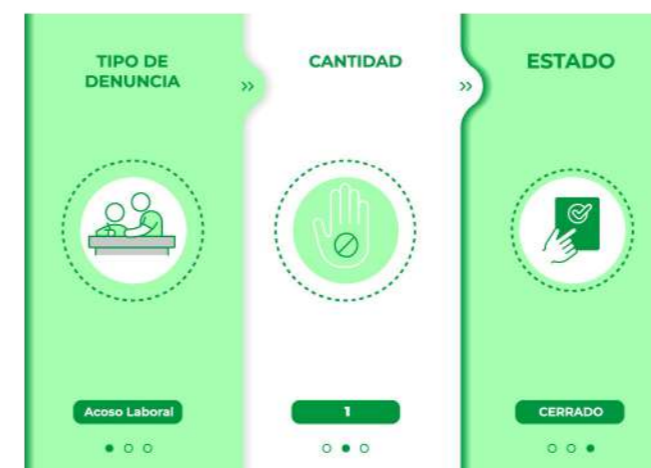 TIPO DE
DENUNCIA
Acoso Laboral
CANTIDAD
1
ESTADO
CERRADO